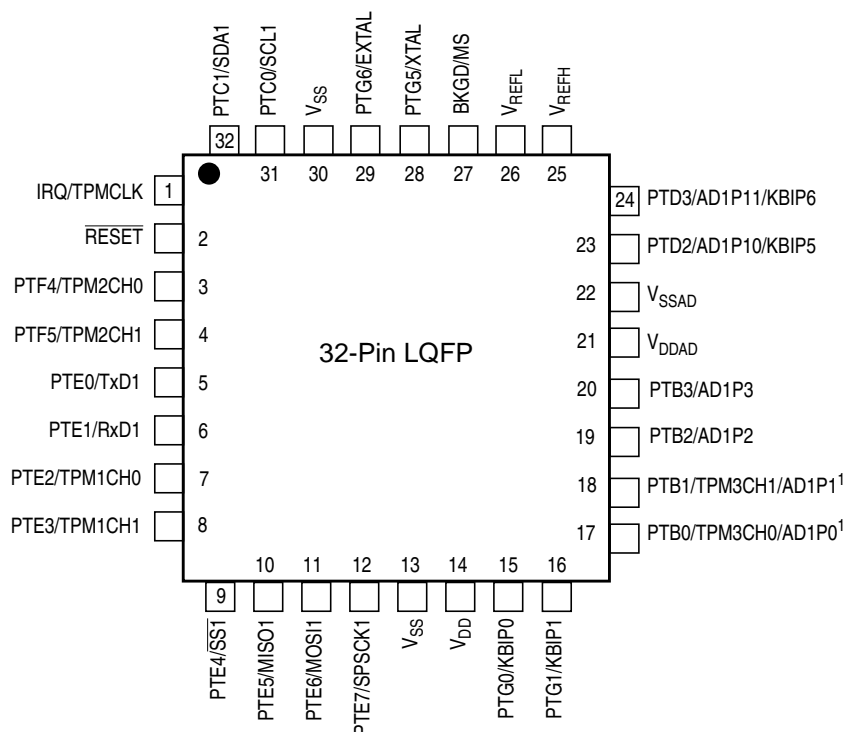 PTC1/SDA1
PTC0/SCL1
VSS
PTG6/EXTAL
PTG5/XTAL
BKGD/MS
VREFL
VREFH
32
31
30
29
28
27
26
25
IRQ/TPMCLK
1
RESET
2
PTF4/TPM2CH0
3
PTF5/TPM2CH1
4
PTE0/TxD1
5
PTE1/RxD1
6
PTE2/TPM1CH0
7
PTE3/TPM1CH1
8
32-Pin LQFP
24
PTD3/AD1P11/KBIP6
23
PTD2/AD1P10/KBIP5
22
VSSAD
21
VDDAD
20
PTB3/AD1P3
19
PTB2/AD1P2
18
PTB1/TPM3CH1/AD1P1¹
17
PTB0/TPM3CH0/AD1P0¹
9
10
11
12
13
14
15
16
PTE4/SS1
PTE5/MISO1
PTE6/MOSI1
PTE7/SPSCK1
VSS
VDD
PTG0/KBIP0
PTG1/KBIP1